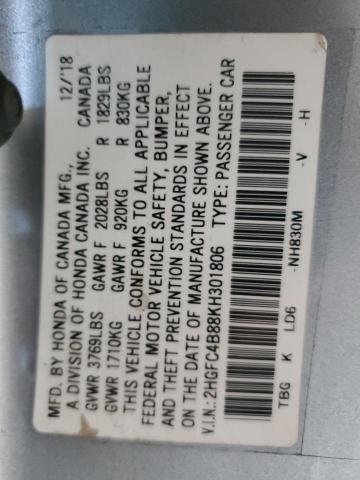 MFD. BY HONDA OF CANADA MFG., 12/'18
A DIVISION OF HONDA CANADA INC. CANADA
GVWR 3769LBS GAWR F 2028LBS R 1829LBS
GVWR 1710KG GAWR F 920KG R 830KG
THIS VEHICLE CONFORMS TO ALL APPLICABLE
FEDERAL MOTOR VEHICLE SAFETY, BUMPER,
AND THEFT PREVENTION STANDARDS IN EFFECT
ON THE DATE OF MANUFACTURE SHOWN ABOVE.
V.I.N.: 2HGFC4B88KH301806 TYPE: PASSENGER CAR
TBG K LD6 -NH830M -V -H